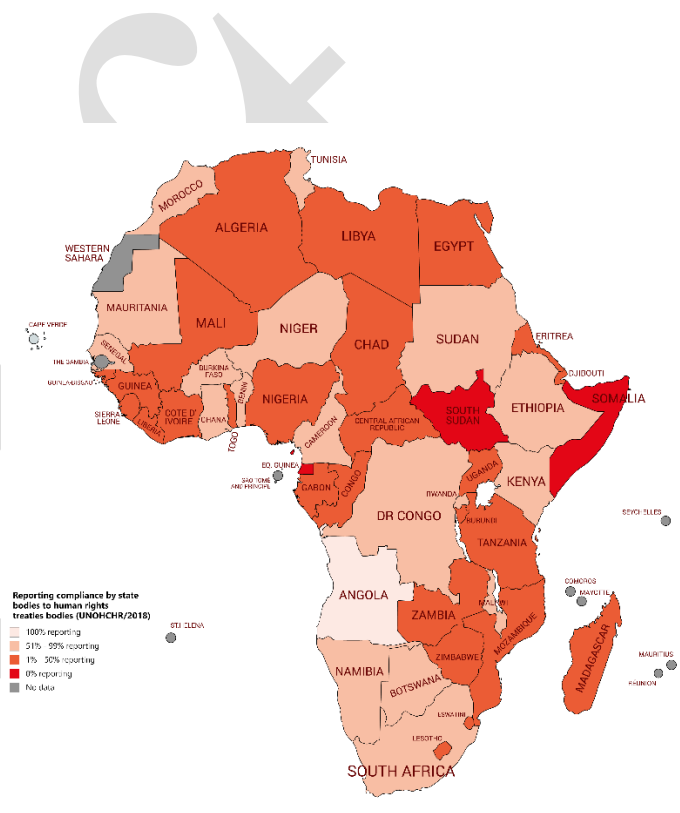 TUNISIA
MOROCCO
ALGERIA
LIBYA
EGYPT
WESTERN
SAHARA
MAURITANIA
MALI
NIGER
CHAD
SUDAN
ERITREA
CAPE VERDE
SENEGAL
THE GAMBIA
GUINEA-BISSAU
GUINEA
BURKINA
FASO
BENIN
NIGERIA
DJIBOUTI
SOMALIA
ETHIOPIA
SOUTH
SUDAN
SIERRA
LEONE
LIBERIA
COTE D'
IVOIRE
GHANA
TOGO
CAMEROON
CENTRAL AFRICAN
REPUBLIC
EQ. GUINEA
SAO TOME
AND PRINCIPE
GABON
CONGO
UGANDA
KENYA
RWANDA
DR CONGO
BURUNDI
TANZANIA
SEYCHELLES
COMOROS
MAYOTTE
Reporting compliance by state
bodies to human rights
treaties bodies (UNOHCHR/2018)
100% reporting
51% - 99% reporting
1% - 50% reporting
0% reporting
No data
ST. ELENA
ANGOLA
ZAMBIA
MALAWI
MOZAMBIQUE
ZIMBABWE
MADAGASCAR
MAURITIUS
REUNION
NAMIBIA
BOTSWANA
ESWATINI
LESOTHO
SOUTH AFRICA